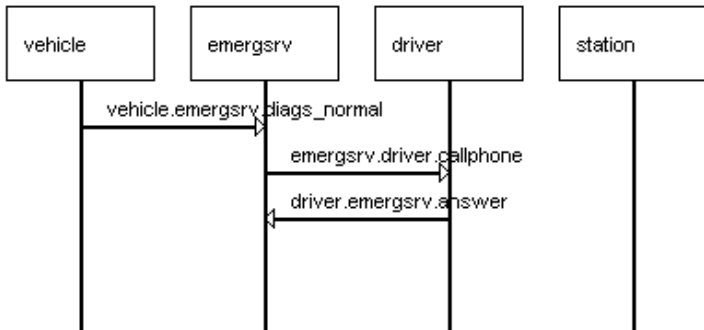 vehicle
emergsrv
driver
station
vehicle.emergsrv.diags_normal
emergsrv.driver.callphone
driver.emergsrv.answer